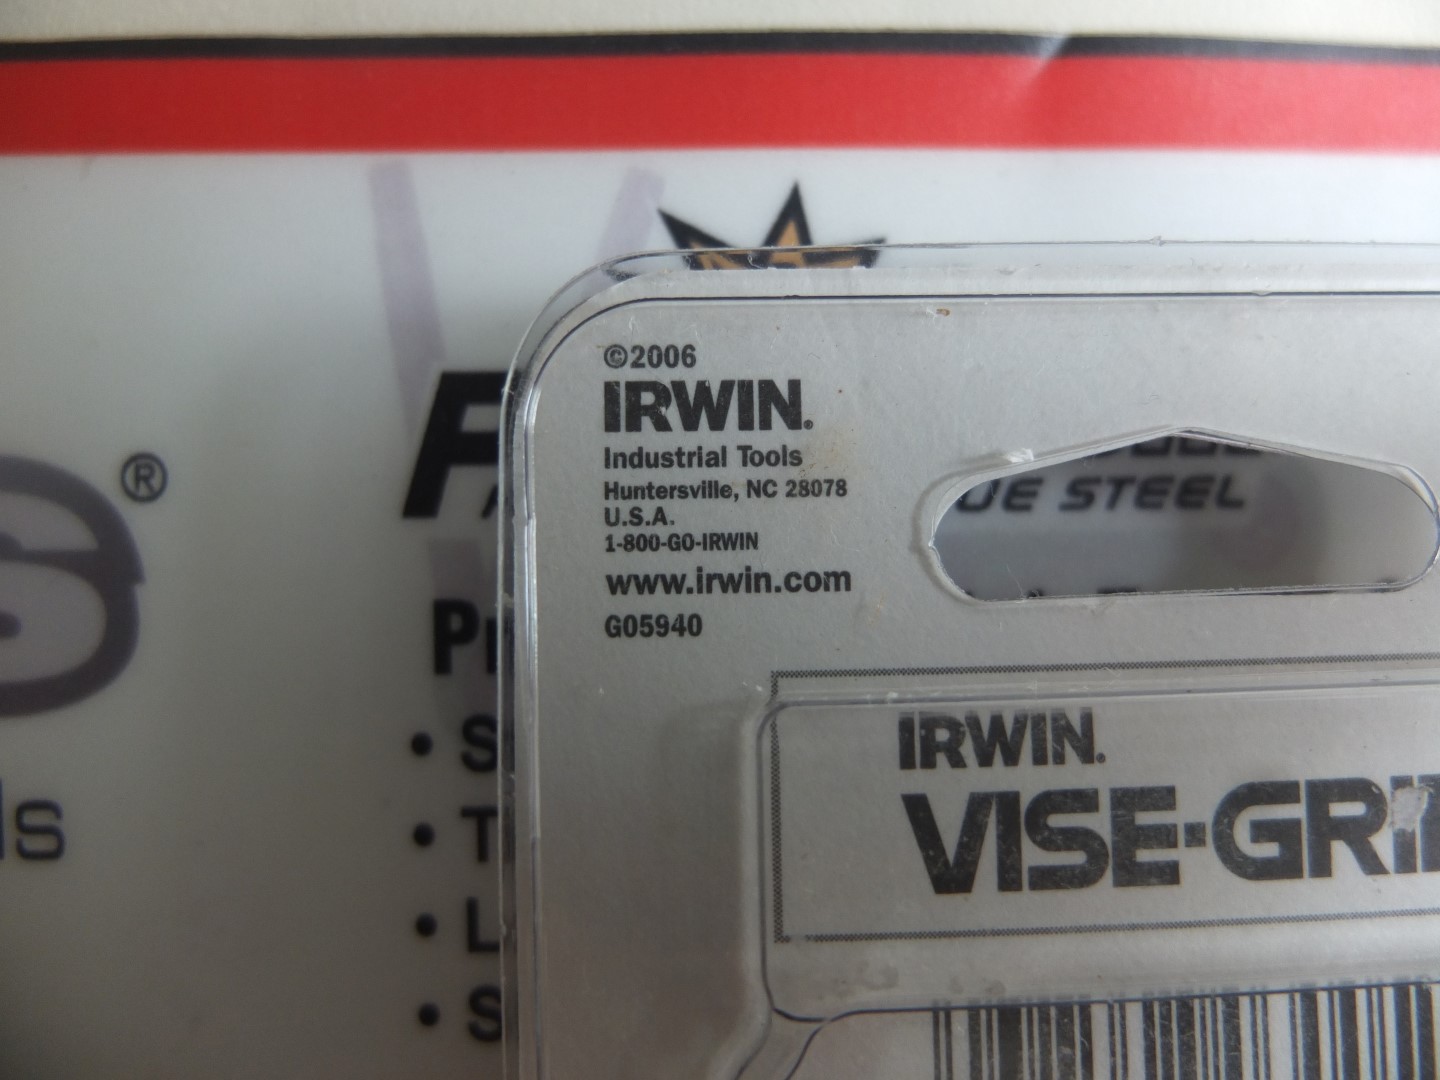 ©2006
IRWIN.
Industrial Tools
Huntersville, NC 28078
U.S.A.
1-800-GO-IRWIN
www.irwin.com
G05940
IRWIN.
VISE-GRI
STEEL
®